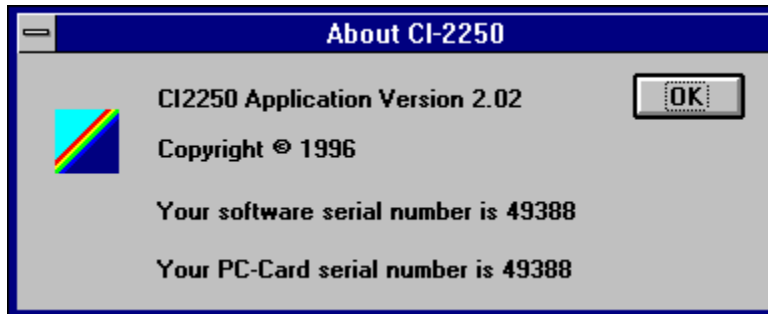 About CI-2250
CI2250 Application Version 2.02
OK
Copyright © 1996
Your software serial number is 49388
Your PC-Card serial number is 49388